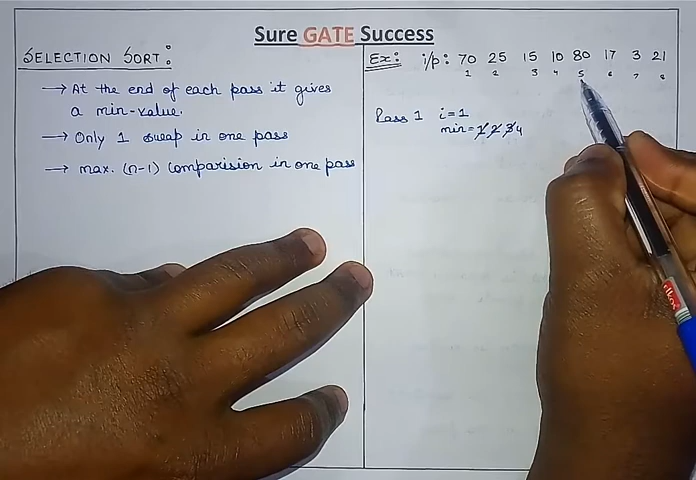 Sure GATE Success
SELECTION SORT:
→ At the end of each pass it gives
a min-value.
→ Only 1 swap in one pass
→ max. (n-1) comparision in one pass
Ex: i/p: 70 25 15 10 80 17 3 21
1 2 3 4 5 6 7 8
Pass 1 i=1
min = 1 2 3 4
elkos